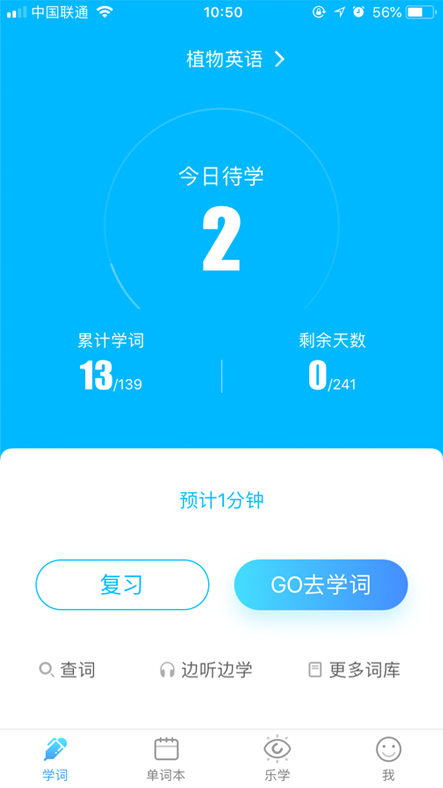 中国联通 10:50 56%
植物英语
今日待学
2
累计学词 剩余天数
13/139 0/241
预计1分钟
复习 GO去学词
查词 边听边学 更多词库
学词 单词本 乐学 我